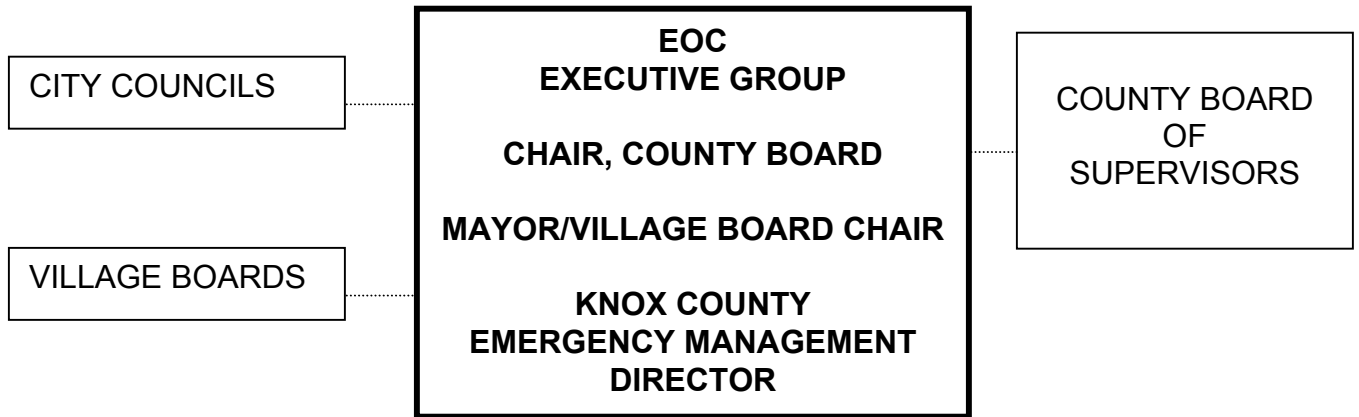 CITY COUNCILS
VILLAGE BOARDS
EOC
EXECUTIVE GROUP
CHAIR, COUNTY BOARD
MAYOR/VILLAGE BOARD CHAIR
KNOX COUNTY
EMERGENCY MANAGEMENT
DIRECTOR
COUNTY BOARD
OF
SUPERVISORS